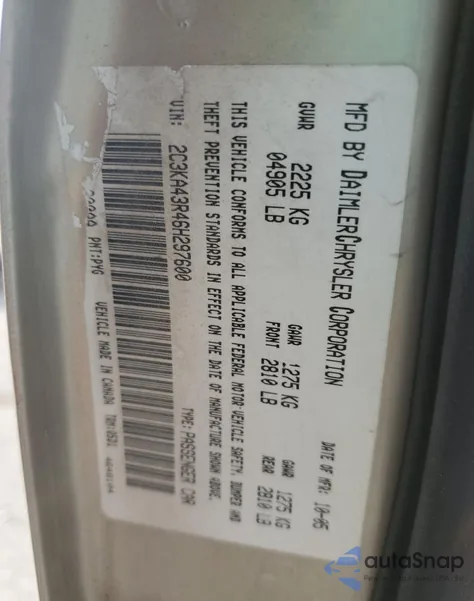 MFD BY DAIMLERCHRYSLER CORPORATION
DATE OF MFR: 10-05
GVWR 2225 KG
04905 LB
GAWR FRONT 1275 KG
2810 LB
GAWR REAR 1275 KG
2810 LB
THIS VEHICLE CONFORMS TO ALL APPLICABLE FEDERAL MOTOR VEHICLE SAFETY, BUMPER AND
THEFT PREVENTION STANDARDS IN EFFECT ON THE DATE OF MANUFACTURE SHOWN ABOVE.
VIN: 2C3KA43R46H297600
TYPE: PASSENGER CAR
PNT:PYG
VEHICLE MADE IN CANADA
autoSnap